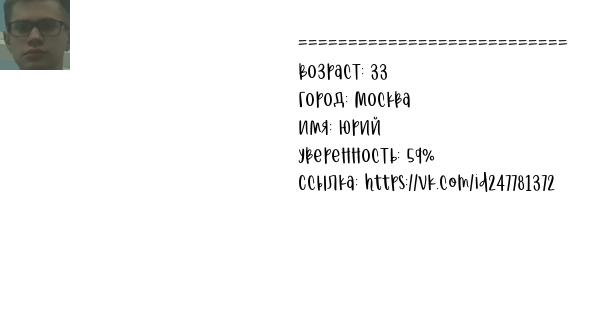 ===========================
Возраст: 33
Город: Москва
Имя: Юрий
Уверенность: 59%
Ссылка: https://vk.com/id247781372